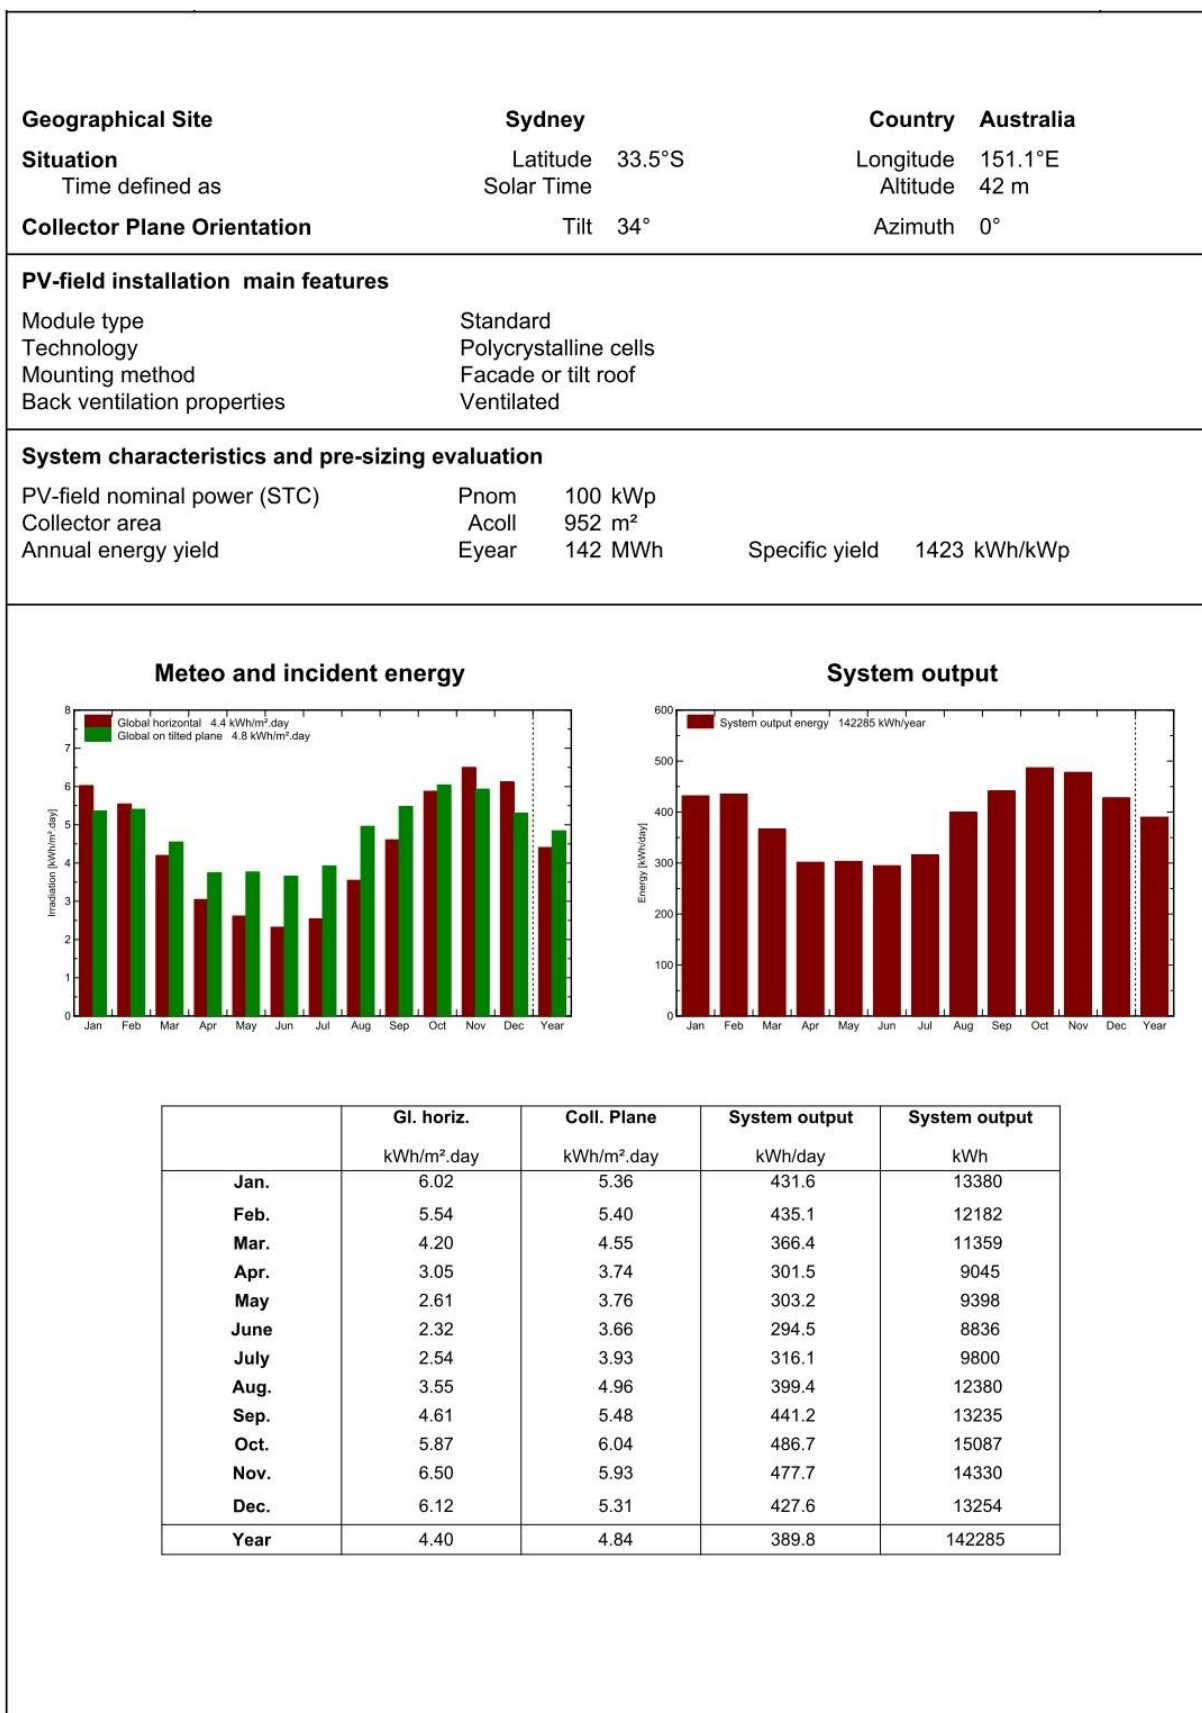 Geographical Site Sydney Country Australia
Situation Latitude 33.5°S Longitude 151.1°E
Time defined as Solar Time Altitude 42 m
Collector Plane Orientation Tilt 34° Azimuth 0°
PV-field installation main features
Module type Standard
Technology Polycrystalline cells
Mounting method Facade or tilt roof
Back ventilation properties Ventilated
System characteristics and pre-sizing evaluation
PV-field nominal power (STC) Pnom 100 kWp
Collector area Acoll 952 m²
Annual energy yield Eyear 142 MWh Specific yield 1423 kWh/kWp
Meteo and incident energy
8
7
6
5
4
3
2
1
0
Irradiation [kWh/m².day]
Global horizontal 4.4 kWh/m².day
Global on tilted plane 4.8 kWh/m².day
Jan Feb Mar Apr May Jun Jul Aug Sep Oct Nov Dec Year
System output
600
500
400
300
200
100
0
Energy [kWh/day]
System output energy 142285 kWh/year
Jan Feb Mar Apr May Jun Jul Aug Sep Oct Nov Dec Year
Gl. horiz. Coll. Plane System output System output
kWh/m².day kWh/m².day kWh/day kWh
Jan. 6.02 5.36 431.6 13380
Feb. 5.54 5.40 435.1 12182
Mar. 4.20 4.55 366.4 11359
Apr. 3.05 3.74 301.5 9045
May 2.61 3.76 303.2 9398
June 2.32 3.66 294.5 8836
July 2.54 3.93 316.1 9800
Aug. 3.55 4.96 399.4 12380
Sep. 4.61 5.48 441.2 13235
Oct. 5.87 6.04 486.7 15087
Nov. 6.50 5.93 477.7 14330
Dec. 6.12 5.31 427.6 13254
Year 4.40 4.84 389.8 142285